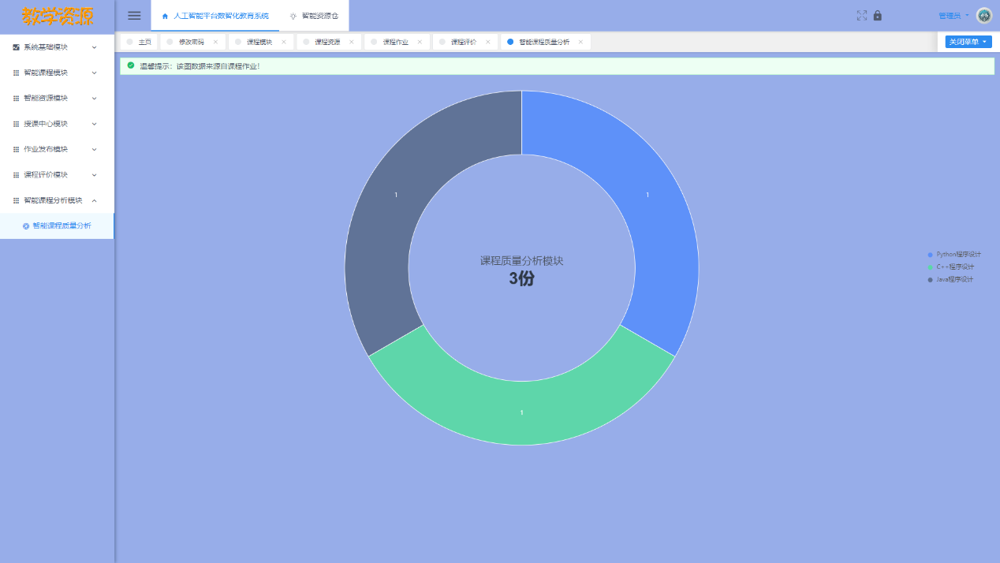 教学资源
人工智能平台数智化教育系统
智能资源仓
管理员
主页
修改密码
课程模块
课程资源
课程作业
课程评价
智能课程质量分析
关闭菜单
系统基础模块
智能课程模块
智能资源模块
授课中心模块
作业发布模块
课程评价模块
智能课程分析模块
智能课程质量分析
温馨提示：该图数据来源自课程作业！
1
1
课程质量分析模块
3份
1
Python程序设计
C++程序设计
Java程序设计